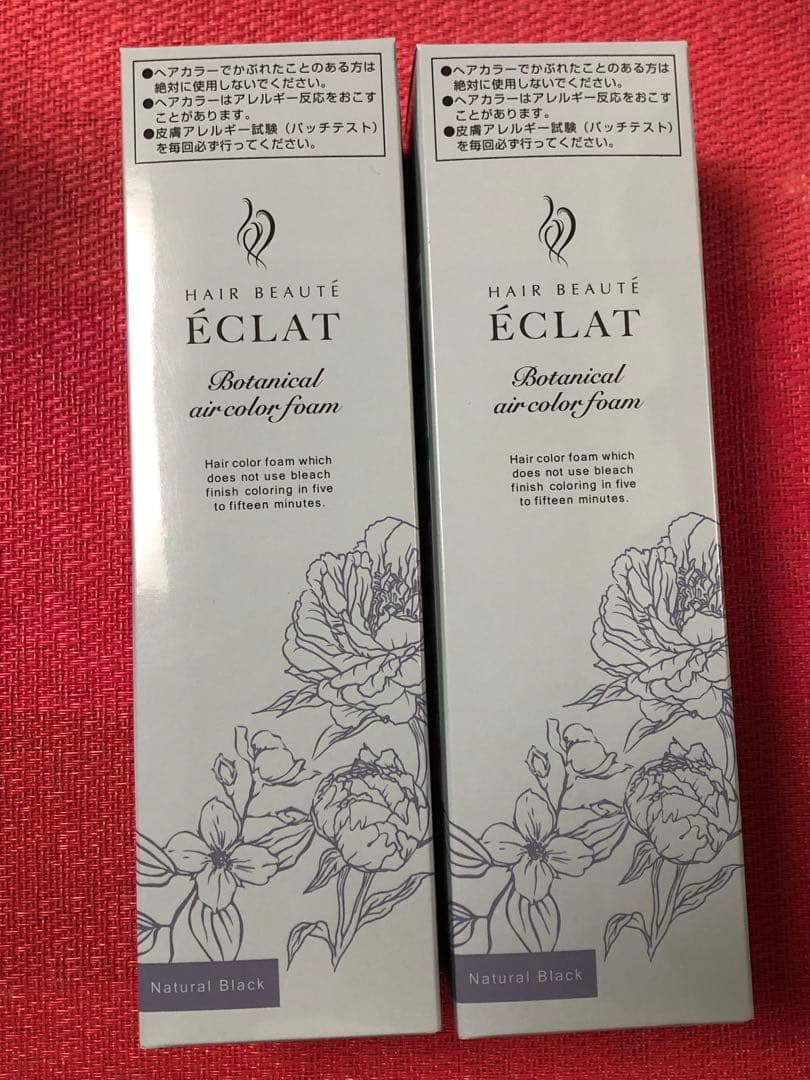 ●ヘアカラーでかぶれたことのある方は
絶対に使用しないでください。
●ヘアカラーはアレルギー反応をおこす
ことがあります。
●皮膚アレルギー試験（パッチテスト）
を毎回必ず行ってください。
HAIR BEAUTÉ
ÉCLAT
Botanical
air color foam
Hair color foam which
does not use bleach
finish coloring in five
to fifteen minutes.
Natural Black
●ヘアカラーでかぶれたことのある方は
絶対に使用しないでください。
●ヘアカラーはアレルギー反応をおこす
ことがあります。
●皮膚アレルギー試験（パッチテスト）
を毎回必ず行ってください。
HAIR BEAUTÉ
ÉCLAT
Botanical
air color foam
Hair color foam which
does not use bleach
finish coloring in five
to fifteen minutes.
Natural Black